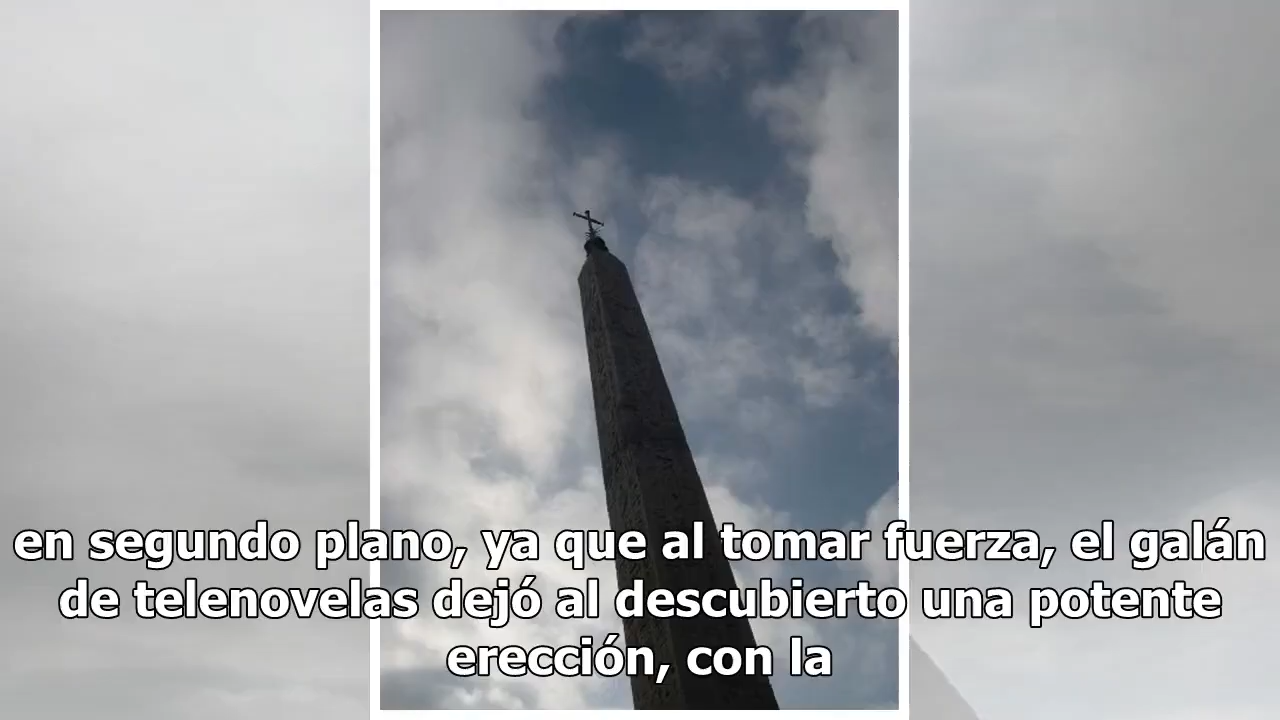 en segundo plano, ya que al tomar fuerza, el galán
de telenovelas dejó al descubierto una potente
erección, con la